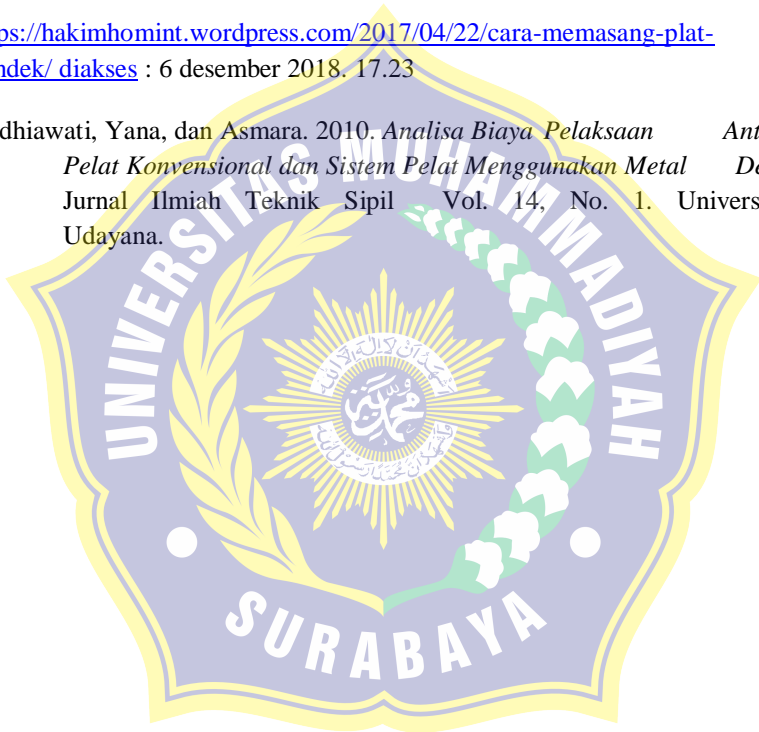 ps://hakimhomint.wordpress.com/2017/04/22/cara-memasang-plat-
ndek/ diakses : 6 desember 2018. 17.23
dhiawati, Yana, dan Asmara. 2010. Analisa Biaya Pelaksaan Ant
Pelat Konvensional dan Sistem Pelat Menggunakan Metal De
Jurnal Ilmiah Teknik Sipil Vol. 14, No. 1. Univers
Udayana.
UNIVERSITAS MUHAMMADIYAH
SURABAYA